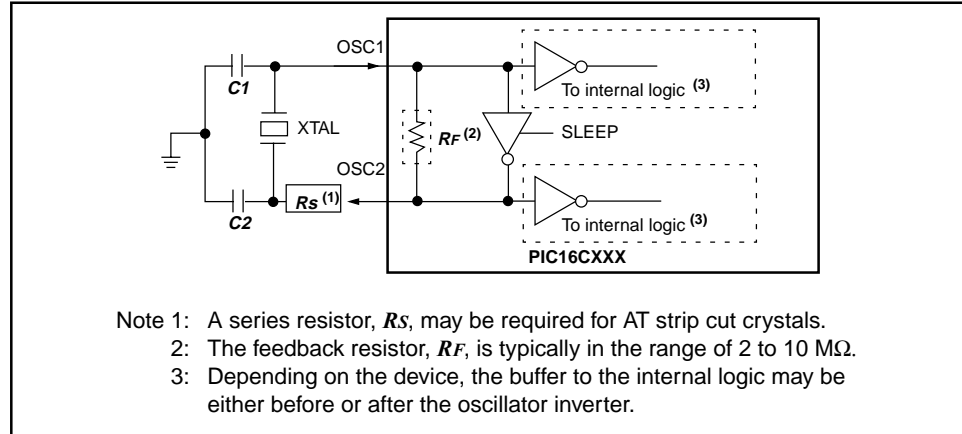 OSC1
C1
To internal logic (3)
XTAL
RF (2)
SLEEP
OSC2
Rs (1)
C2
To internal logic (3)
PIC16CXXX
Note 1: A series resistor, RS, may be required for AT strip cut crystals.
2: The feedback resistor, RF, is typically in the range of 2 to 10 MΩ.
3: Depending on the device, the buffer to the internal logic may be
either before or after the oscillator inverter.